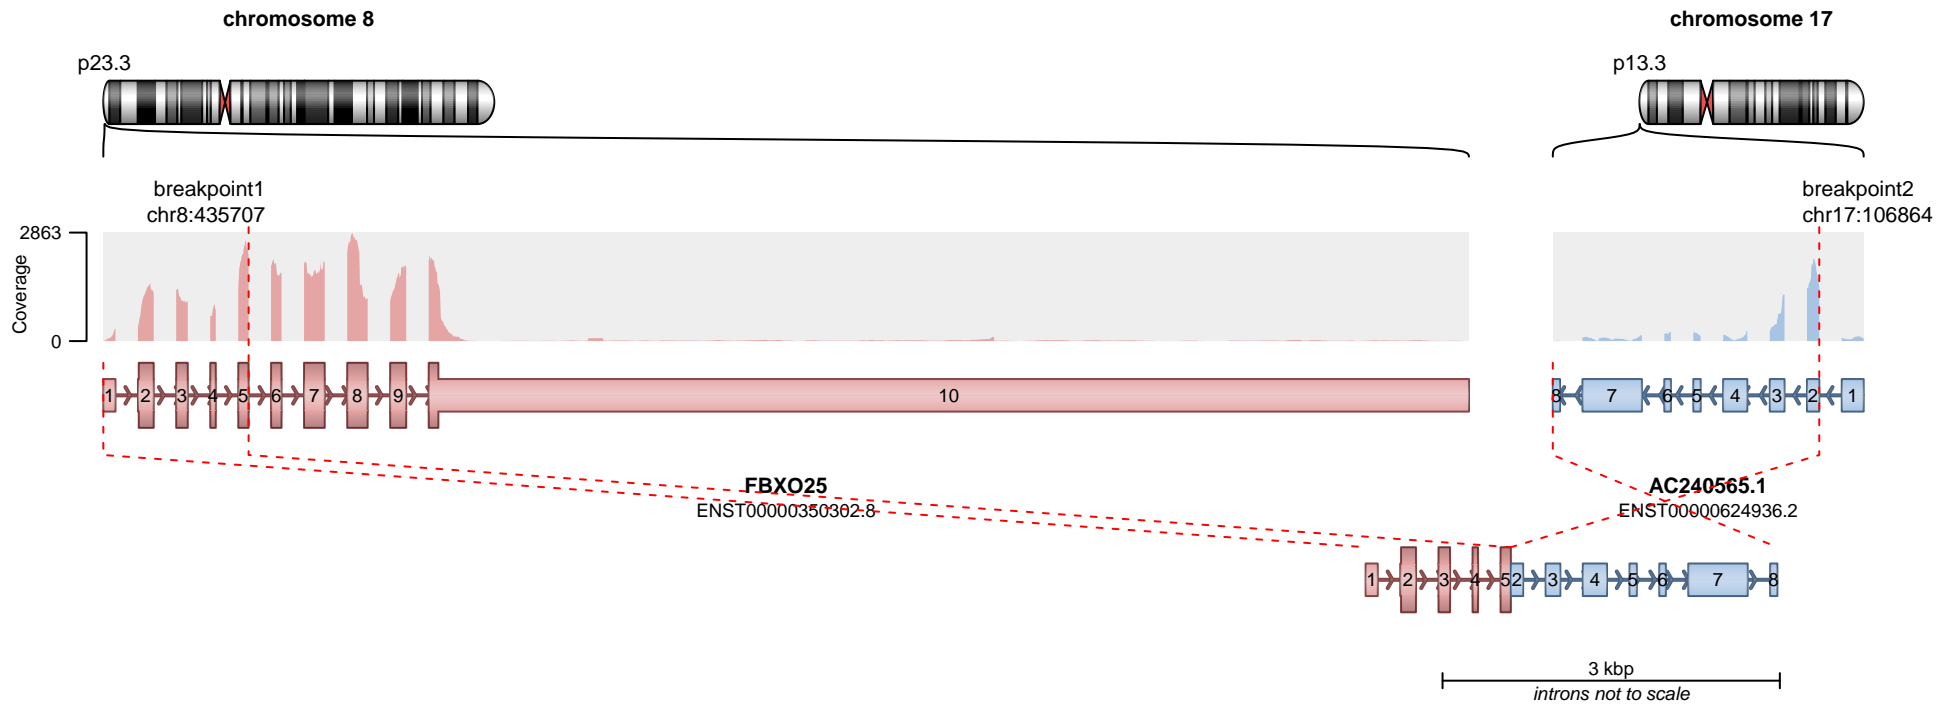 chromosome 8
chromosome 17
p23.3
p13.3
breakpoint1
chr8:435707
breakpoint2
chr17:106864
2863
Coverage
0
1 2 3 4 5 6 7 8 9 10
8 7 6 5 4 3 2 1
FBXO25
ENST00000350302.8
AC240565.1
ENST00000624936.2
1 2 3 4 5 2 3 4 5 6 7 8
3 kbp
introns not to scale